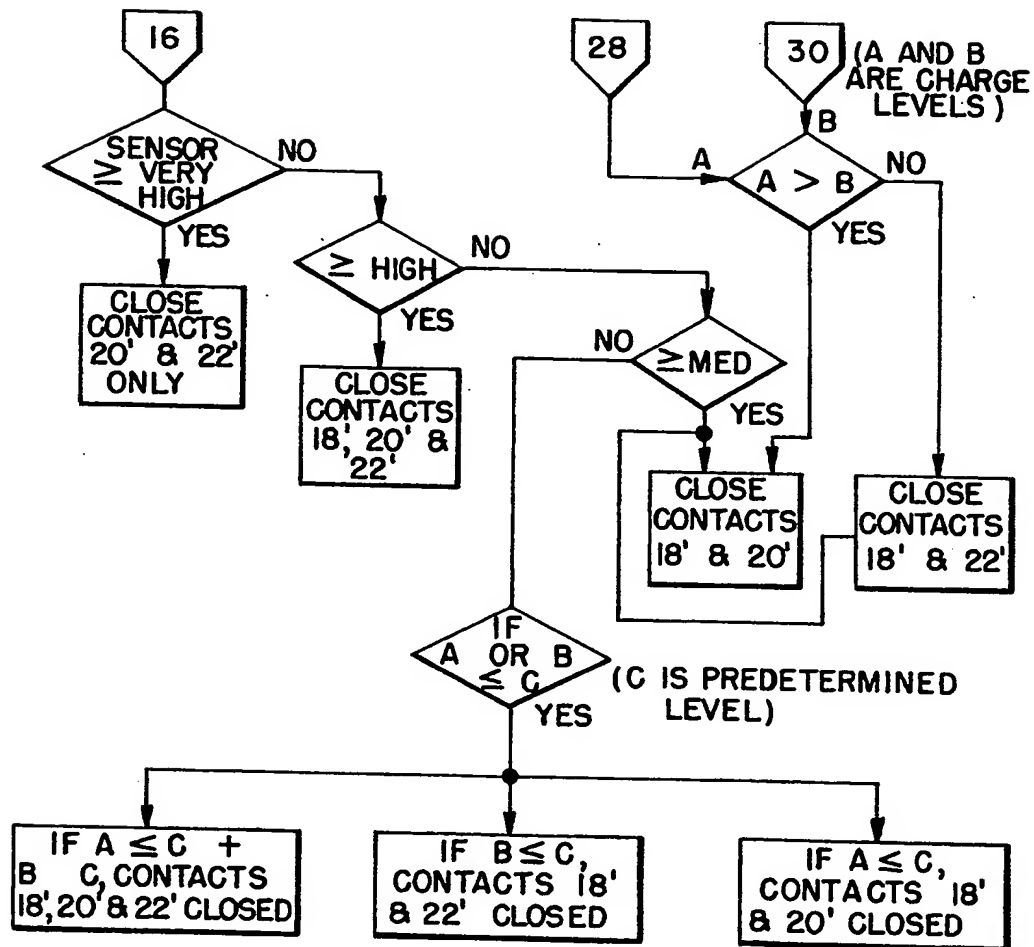 16
28
30
(A AND B
ARE CHARGE
LEVELS)
SENSOR
≥ VERY
HIGH
NO
YES
CLOSE
CONTACTS
20' & 22'
ONLY
≥ HIGH
NO
YES
CLOSE
CONTACTS
18', 20' &
22'
A
B
A > B
NO
YES
NO
≥MED
YES
CLOSE
CONTACTS
18' & 20'
CLOSE
CONTACTS
18' & 22'
IF
A OR B
≤ C
YES
(C IS PREDETERMINED
LEVEL)
IF A ≤ C +
B C, CONTACTS
18', 20' & 22' CLOSED
IF B ≤ C,
CONTACTS 18'
& 22' CLOSED
IF A ≤ C,
CONTACTS 18'
& 20' CLOSED